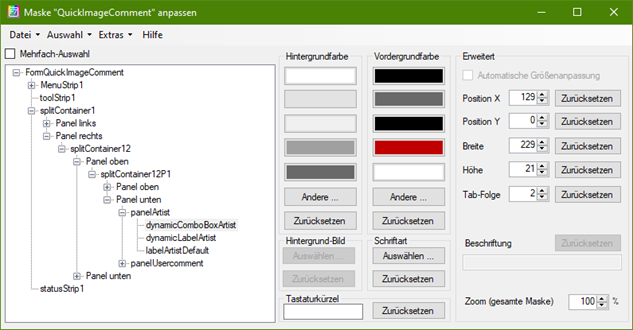 Maske "QuickImageComment" anpassen
Datei Auswahl Extras Hilfe
Mehrfach-Auswahl
FormQuickImageComment
MenuStrip1
toolStrip1
splitContainer1
Panel links
Panel rechts
splitContainer12
Panel oben
splitContainer12P1
Panel oben
Panel unten
panelArtist
dynamicComboBoxArtist
dynamicLabelArtist
labelArtistDefault
panelUsercomment
Panel unten
statusStrip1
Hintergrundfarbe
Andere ...
Zurücksetzen
Hintergrund-Bild
Auswählen ...
Zurücksetzen
Vordergrundfarbe
Andere ...
Zurücksetzen
Schriftart
Auswählen ...
Zurücksetzen
Tastaturkürzel
Zurücksetzen
Erweitert
Automatische Größenanpassung
Position X 129 Zurücksetzen
Position Y 0 Zurücksetzen
Breite 229 Zurücksetzen
Höhe 21 Zurücksetzen
Tab-Folge 2 Zurücksetzen
Beschriftung Zurücksetzen
Zoom (gesamte Maske) 100 %